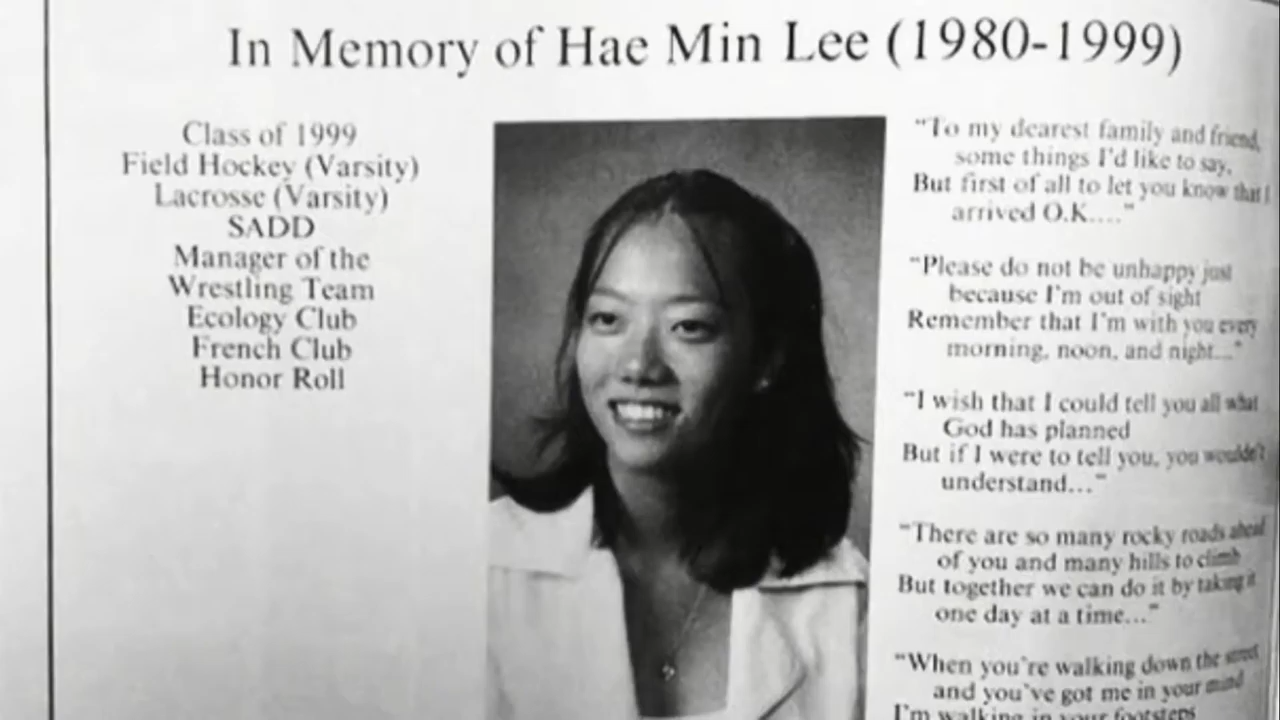 In Memory of Hae Min Lee (1980-1999)
Class of 1999
Field Hockey (Varsity)
Lacrosse (Varsity)
SADD
Manager of the
Wrestling Team
Ecology Club
French Club
Honor Roll
"To my dearest family and friend,
some things I'd like to say,
But first of all to let you know that I
arrived O.K...."
"Please do not be unhappy just
because I'm out of sight
Remember that I'm with you every
morning, noon, and night...."
"I wish that I could tell you all what
God has planned
But if I were to tell you, you wouldn't
understand..."
"There are so many rocky roads ahead
of you and many hills to climb
But together we can do it by taking it
one day at a time..."
"When you're walking down the street
and you've got me in your mind
I'm walking in your footsteps